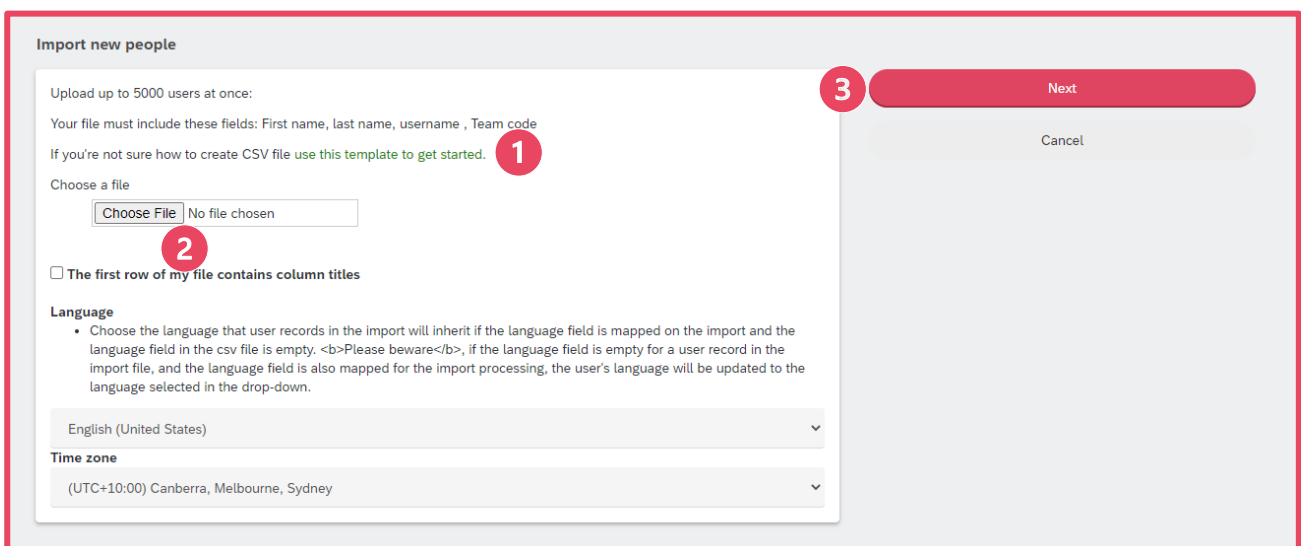 Import new people
Upload up to 5000 users at once:
3
Next
Your file must include these fields: First name, last name, username , Team code
If you're not sure how to create CSV file use this template to get started.
1
Cancel
Choose a file
Choose File No file chosen
2
The first row of my file contains column titles
Language
• Choose the language that user records in the import will inherit if the language field is mapped on the import and the
language field in the csv file is empty. <b>Please beware</b>, if the language field is empty for a user record in the
import file, and the language field is also mapped for the import processing, the user's language will be updated to the
language selected in the drop-down.
English (United States)
Time zone
(UTC+10:00) Canberra, Melbourne, Sydney